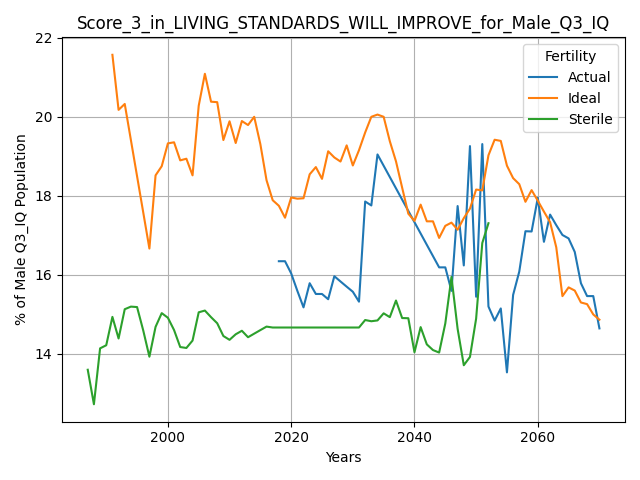 Score_3_in_LIVING_STANDARDS_WILL_IMPROVE_for_Male_Q3_IQ
Fertility
Actual
Ideal
Sterile
% of Male Q3_IQ Population
22
20
18
16
14
2000
2020
2040
2060
Years